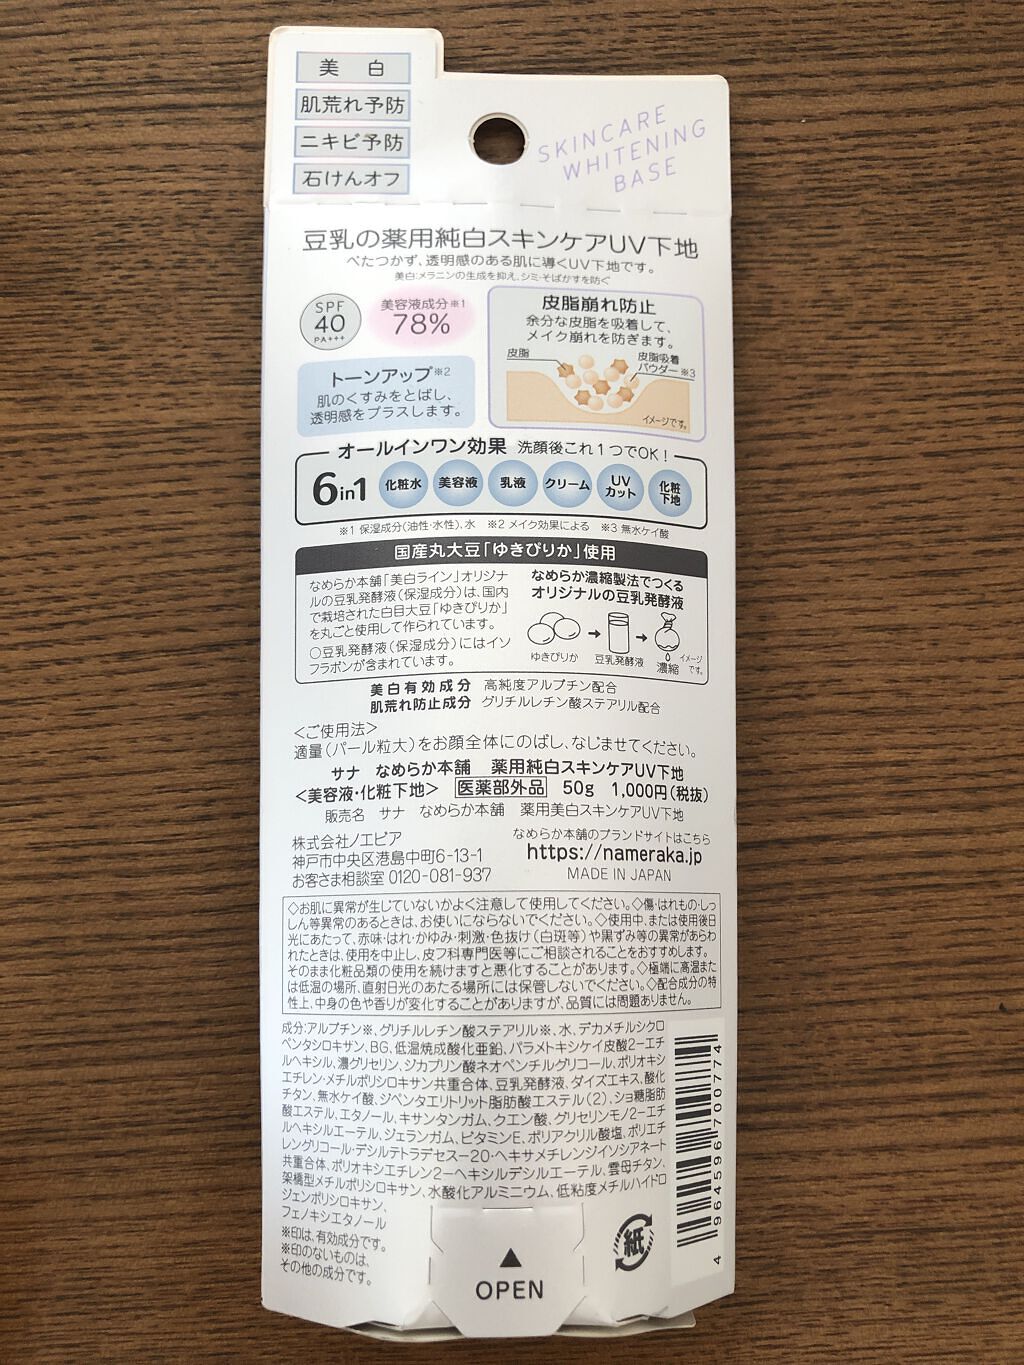 美 白
肌荒れ予防
ニキビ予防
石けんオフ
SKINCARE
WHITENING
BASE
豆乳の薬用純白スキンケアUV下地
べたつかず、透明感のある肌に導くUV下地です。
美白:メラニンの生成を抑え、シミ・そばかすを防ぐ
SPF
40
PA+++
美容液成分※1
78%
トーンアップ※2
肌のくすみをとばし、
透明感をプラスします。
皮脂崩れ防止
余分な皮脂を吸着して、
メイク崩れを防ぎます。
皮脂
皮脂吸着
パウダー※3
イメージです。
オールインワン効果 洗顔後これ1つでOK!
6in1
化粧水
美容液
乳液
クリーム
UV
カット
化粧
下地
※1 保湿成分(油性・水性)、水 ※2 メイク効果による ※3 無水ケイ酸
国産丸大豆「ゆきぴりか」使用
なめらか本舗「美白ライン」オリジナ
ルの豆乳発酵液(保湿成分)は、国内
で栽培された白目大豆「ゆきぴりか」
を丸ごと使用して作られています。
○豆乳発酵液(保湿成分)にはイソ
フラボンが含まれています。
なめらか濃縮製法でつくる
オリジナルの豆乳発酵液
ゆきぴりか
豆乳発酵液
濃縮
イメージ
です。
美白有効成分 高純度アルブチン配合
肌荒れ防止成分 グリチルレチン酸ステアリル配合
<ご使用法>
適量(パール粒大)をお顔全体にのばし、なじませてください。
サナ なめらか本舗 薬用純白スキンケアUV下地
<美容液・化粧下地> 医薬部外品 50g 1,000円(税抜)
販売名 サナ なめらか本舗 薬用美白スキンケアUV下地
株式会社ノエビア
神戸市中央区港島中町6-13-1
お客さま相談室 0120-081-937
なめらか本舗のブランドサイトはこちら
https://nameraka.jp
MADE IN JAPAN
◇お肌に異常が生じていないかよく注意して使用してください。◇傷・はれもの・しっ
しん等異常のあるときは、お使いにならないでください。◇使用中、または使用後日
光にあたって、赤味・はれ・かゆみ・刺激・色抜け(白斑等)や黒ずみ等の異常があらわ
れたときは、使用を中止し、皮フ科専門医等にご相談されることをおすすめします。
そのまま化粧品類の使用を続けますと悪化することがあります。◇極端に高温また
は低温の場所、直射日光のあたる場所には保管しないでください。◇配合成分の特
性上、中身の色や香りが変化することがありますが、品質には問題ありません。
成分:アルブチン※、グリチルレチン酸ステアリル※、水、デカメチルシクロ
ペンタシロキサン、BG、低温焼成酸化亜鉛、パラメトキシケイ皮酸2ーエチ
ルヘキシル、濃グリセリン、ジカプリン酸ネオペンチルグリコール、ポリオキシ
エチレン・メチルポリシロキサン共重合体、豆乳発酵液、ダイズエキス、酸化
チタン、無水ケイ酸、ジペンタエリトリット脂肪酸エステル(2)、ショ糖脂肪
酸エステル、エタノール、キサンタンガム、クエン酸、グリセリンモノ2ーエチ
ルヘキシルエーテル、ジェランガム、ビタミンE、ポリアクリル酸塩、ポリエチ
レングリコール・デシルテトラデセスー20・ヘキサメチレンジイソシアネート
共重合体、ポリオキシエチレン2ーヘキシルデシルエーテル、雲母チタン、
架橋型メチルポリシロキサン、水酸化アルミニウム、低粘度メチルハイドロ
ジェンポリシロキサン、
フェノキシエタノール
※印は、有効成分です。
※印のないものは、
その他の成分です。
紙
OPEN
4 964596 700774